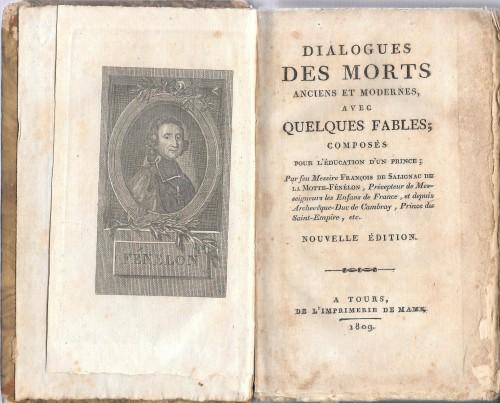 FÉNÉLON
DIALOGUES
DES MORTS
ANCIENS ET MODERNES,
AVEC
QUELQUES FABLES;
COMPOSÉS
POUR L'ÉDUCATION D'UN PRINCE;
Par feu Messire FRANÇOIS DE SALIGNAC DE
LA MOTTE-FÉNÉLON, Précepteur de Mes-
seigneurs les Enfans de France, et depuis
Archevêque-Duc de Cambray, Prince du
Saint-Empire, etc.
NOUVELLE ÉDITION.
A TOURS,
DE L'IMPRIMERIE DE MAME.
1809.